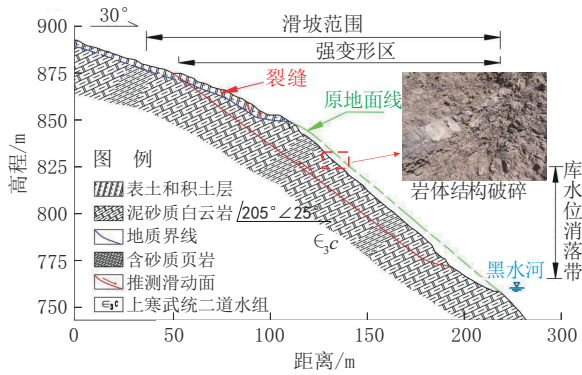 30°
滑坡范围
强变形区
裂缝
原地面线
岩体结构破碎
高程/m
900
875
850
825
800
775
750
图 例
表土和积土层
泥砂质白云岩
地质界线
含砂质页岩
推测滑动面
∈₃c 上寒武统二道水组
205°∠25°
∈₃c
库水位消落带
黑水河
0 50 100 150 200 300
距离/m